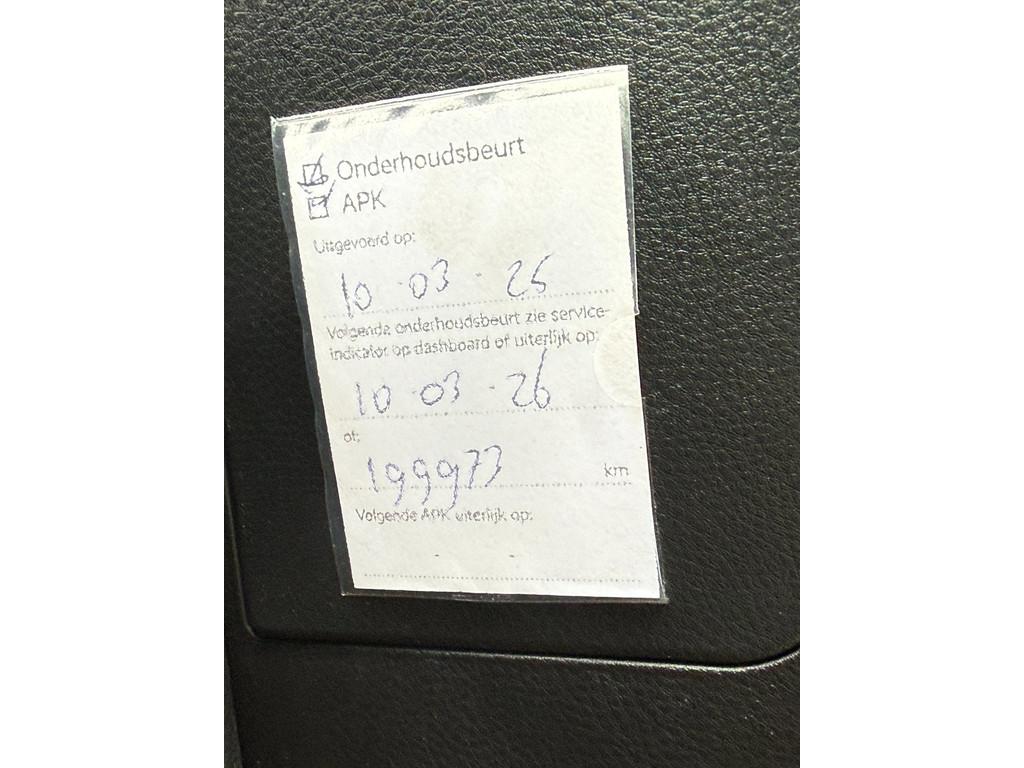 Onderhoudsbeurt
APK
Uitgevoerd op:
10-03-25
Volgende onderhoudsbeurt zie service-
indicator op dashboard of uiterlijk op:
10-03-26
of:
199973 km
Volgende APK uiterlijk op:
- -